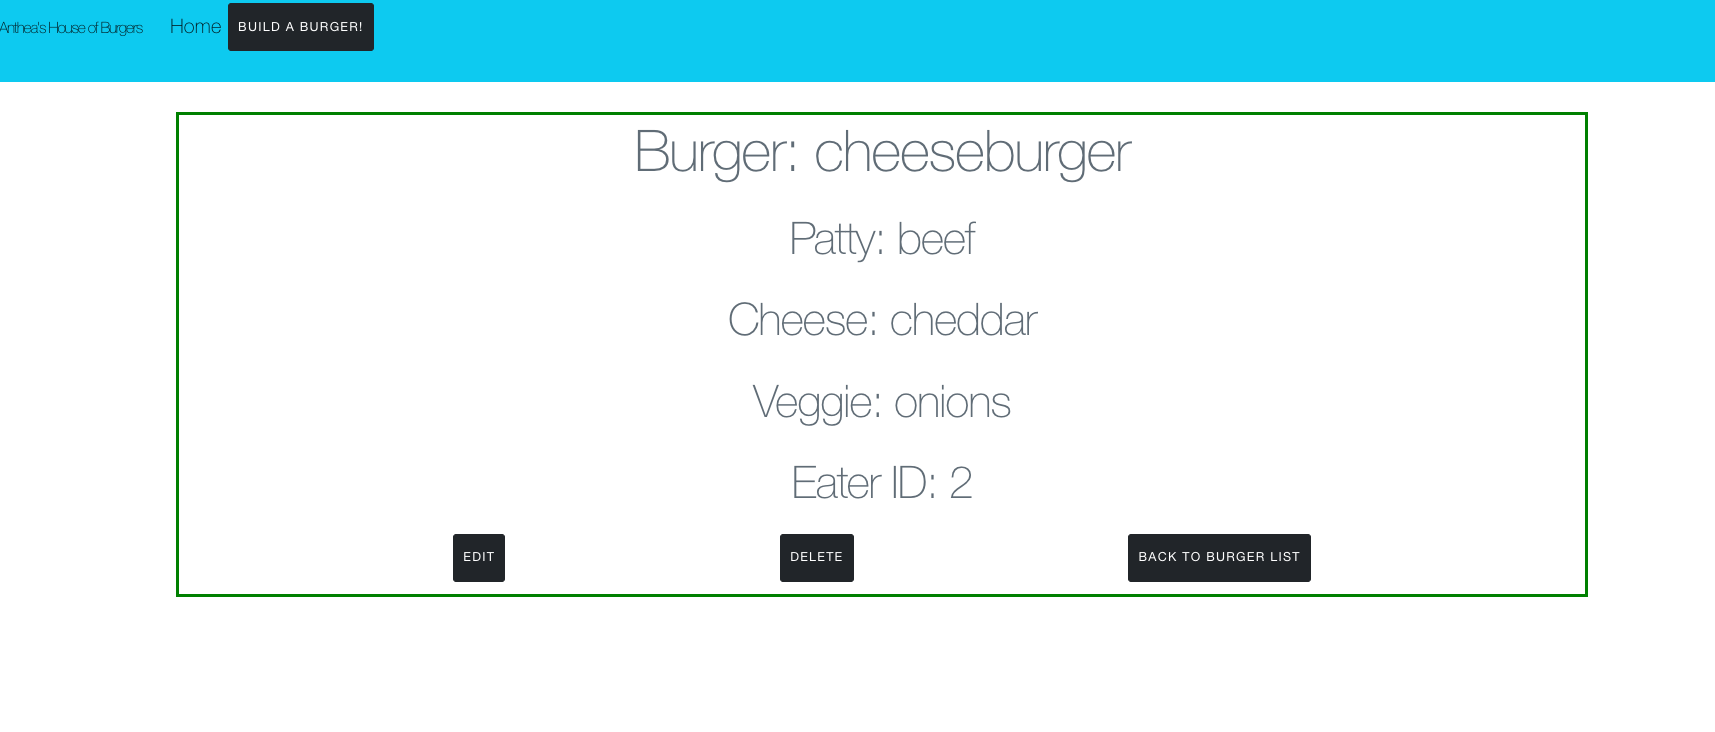 Anthea's House of Burgers Home BUILD A BURGER!
Burger: cheeseburger
Patty: beef
Cheese: cheddar
Veggie: onions
Eater ID: 2
EDIT DELETE BACK TO BURGER LIST